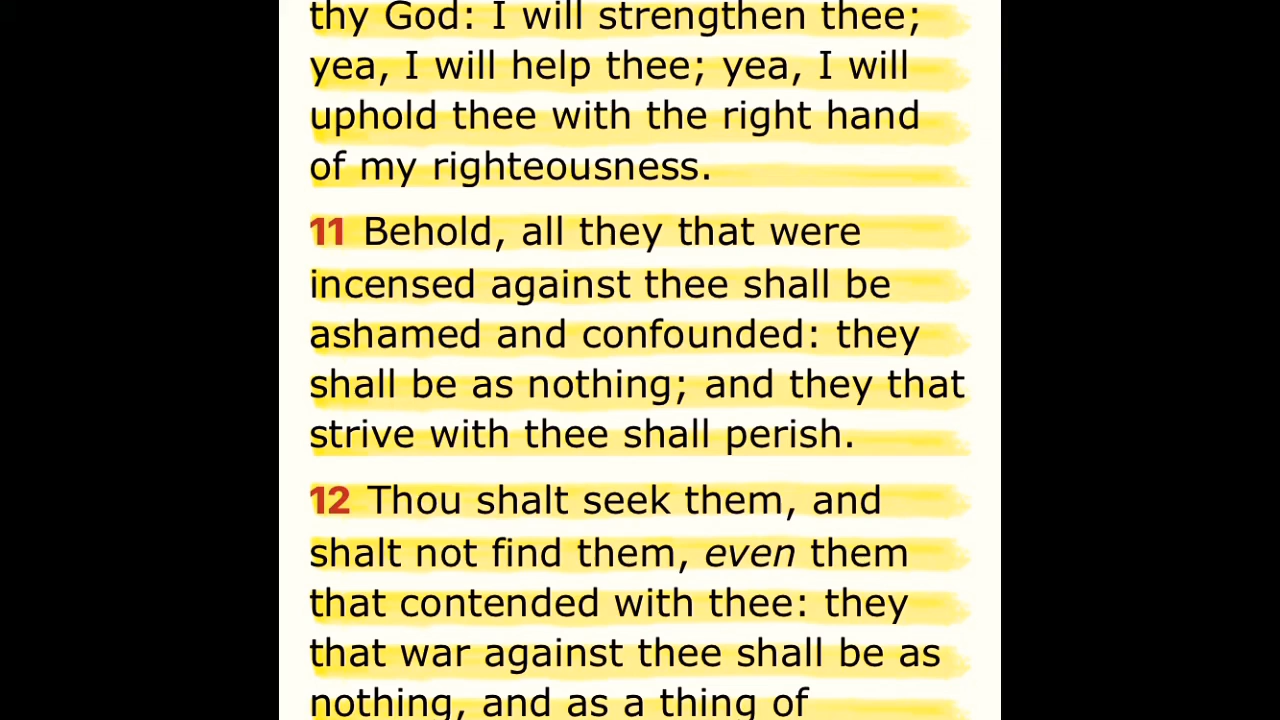 thy God: I will strengthen thee;
yea, I will help thee; yea, I will
uphold thee with the right hand
of my righteousness.
11 Behold, all they that were
incensed against thee shall be
ashamed and confounded: they
shall be as nothing; and they that
strive with thee shall perish.
12 Thou shalt seek them, and
shalt not find them, even them
that contended with thee: they
that war against thee shall be as
nothing, and as a thing of